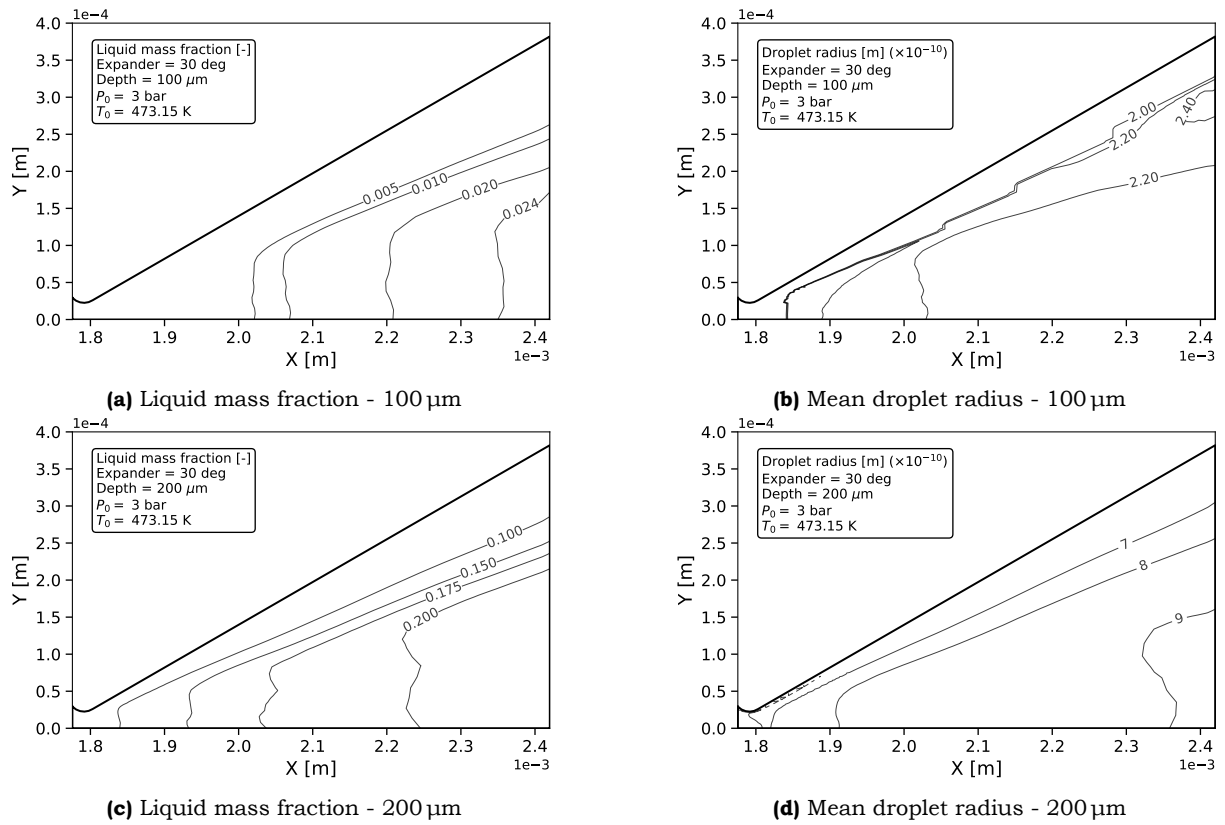 1e−4
Liquid mass fraction [-]
Expander = 30 deg
Depth = 100 μm
P₀ = 3 bar
T₀ = 473.15 K
4.0
3.5
3.0
2.5
2.0
1.5
1.0
0.5
0.0
Y [m]
0.005
0.010
0.020
0.024
1.8 1.9 2.0 2.1 2.2 2.3 2.4
X [m]
1e−3
(a) Liquid mass fraction - 100 μm
1e−4
Droplet radius [m] (×10⁻¹⁰)
Expander = 30 deg
Depth = 100 μm
P₀ = 3 bar
T₀ = 473.15 K
4.0
3.5
3.0
2.5
2.0
1.5
1.0
0.5
0.0
Y [m]
2.00
2.20
2.40
2.20
1.8 1.9 2.0 2.1 2.2 2.3 2.4
X [m]
1e−3
(b) Mean droplet radius - 100 μm
1e−4
Liquid mass fraction [-]
Expander = 30 deg
Depth = 200 μm
P₀ = 3 bar
T₀ = 473.15 K
4.0
3.5
3.0
2.5
2.0
1.5
1.0
0.5
0.0
Y [m]
0.100
0.150
0.175
0.200
1.8 1.9 2.0 2.1 2.2 2.3 2.4
X [m]
1e−3
(c) Liquid mass fraction - 200 μm
1e−4
Droplet radius [m] (×10⁻¹⁰)
Expander = 30 deg
Depth = 200 μm
P₀ = 3 bar
T₀ = 473.15 K
4.0
3.5
3.0
2.5
2.0
1.5
1.0
0.5
0.0
Y [m]
7
8
9
1.8 1.9 2.0 2.1 2.2 2.3 2.4
X [m]
1e−3
(d) Mean droplet radius - 200 μm